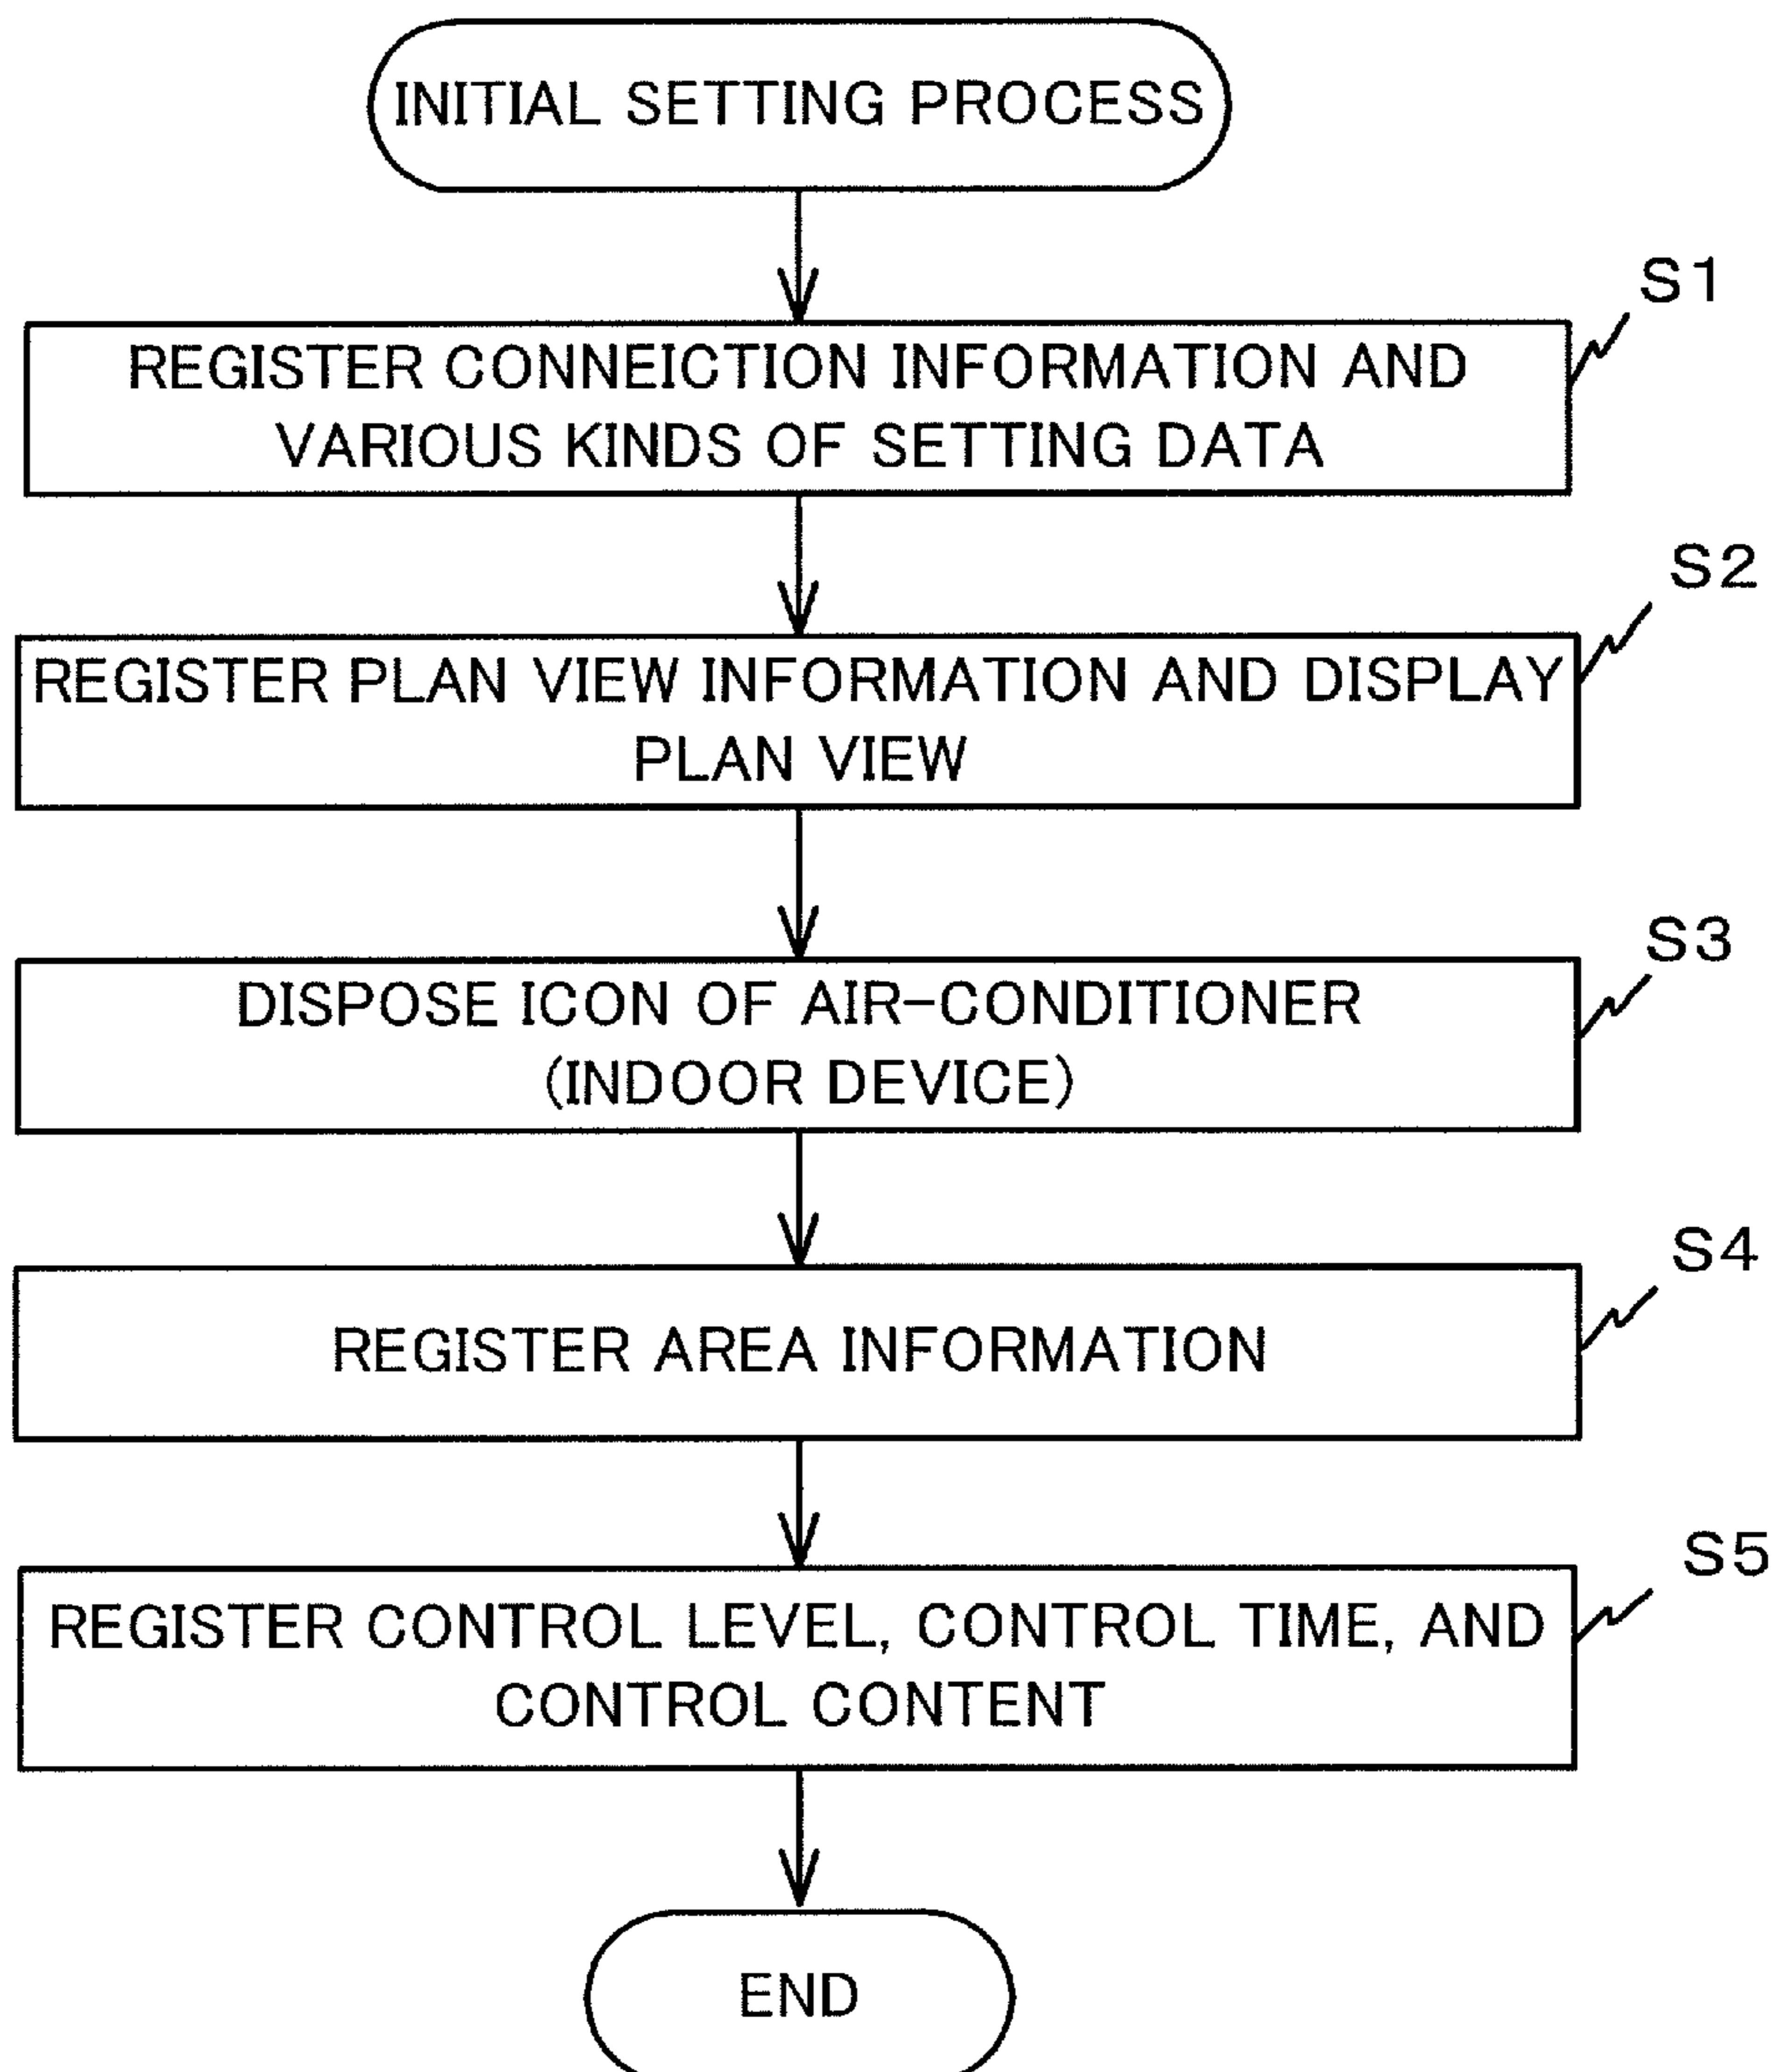 INITIAL SETTING PROCESS
S1
REGISTER CONNEICTION INFORMATION AND
VARIOUS KINDS OF SETTING DATA
S2
REGISTER PLAN VIEW INFORMATION AND DISPLAY
PLAN VIEW
S3
DISPOSE ICON OF AIR-CONDITIONER
(INDOOR DEVICE)
S4
REGISTER AREA INFORMATION
S5
REGISTER CONTROL LEVEL, CONTROL TIME, AND
CONTROL CONTENT
END